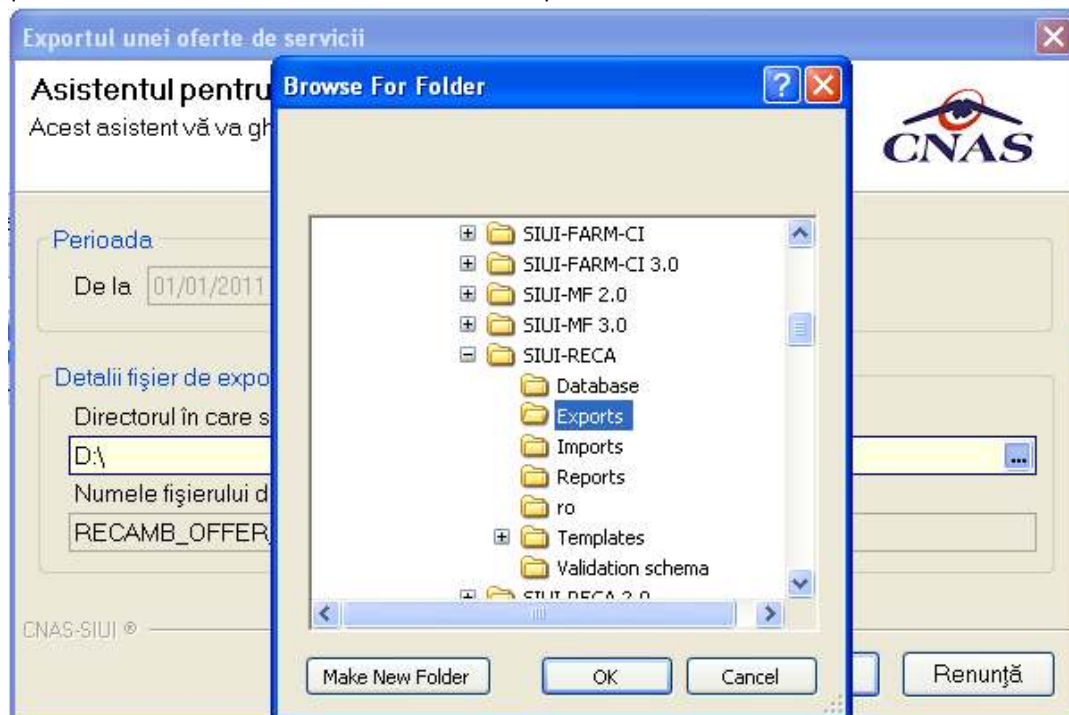 Exportul unei oferte de servicii
Asistentul pentru
Acest asistent vă va gh
CNAS
Perioada
De la 01/01/2011
Detalii fişier de expo
Directorul în care s
D:\
...
Numele fişierului d
RECAMB_OFFER_
CNAS-SIUI ®
Renunţă
Browse For Folder
SIUI-FARM-CI
SIUI-FARM-CI 3.0
SIUI-MF 2.0
SIUI-MF 3.0
SIUI-RECA
Database
Exports
Imports
Reports
ro
Templates
Validation schema
Make New Folder
OK
Cancel